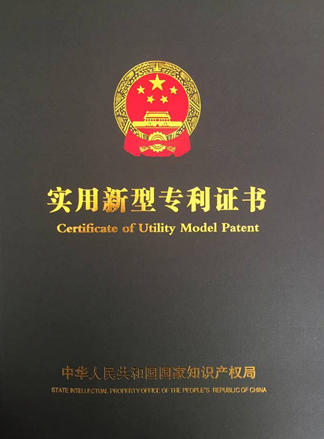 实用新型专利证书
Certificate of Utility Model Patent
中华人民共和国国家知识产权局
STATE INTELLECTUAL PROPERTY OFFICE OF THE PEOPLE'S REPUBLIC OF CHINA